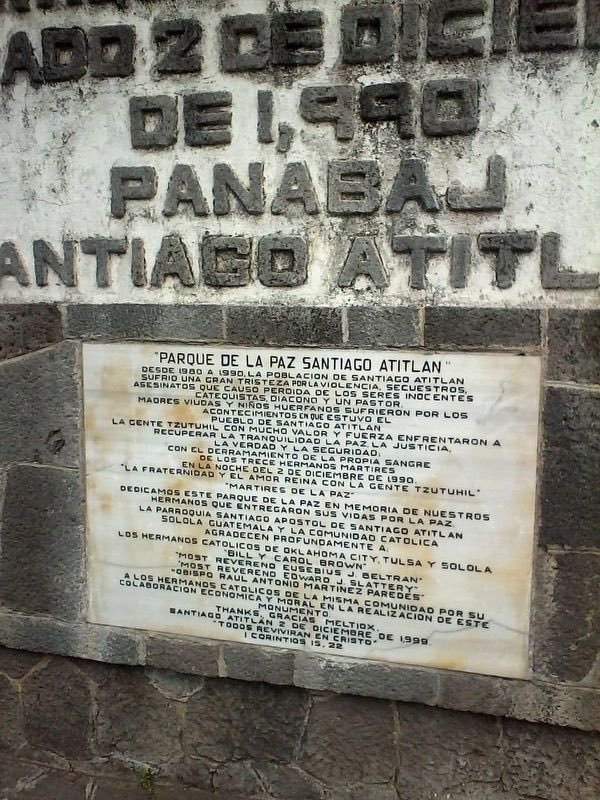 ADO 2 DE DICIEM
DE 1,990
PANABAJ
ANTIAGO ATITL
"PARQUE DE LA PAZ SANTIAGO ATITLAN"
DESDE 1980 A 1990, LA POBLACION DE SANTIAGO ATITLAN
SUFRIO UNA GRAN TRISTEZA POR LA VIOLENCIA, SECUESTROS,
ASESINATOS QUE CAUSO PERDIDA DE LOS SERES INOCENTES
CATEQUISTAS, DIACONO Y UN PASTOR.
MADRES VIUDAS Y NIÑOS HUERFANOS SUFRIERON POR LOS
ACONTECIMIENTOS EN QUE ESTUVO EL
PUEBLO DE SANTIAGO ATITLAN
LA GENTE TZUTUHIL CON MUCHO VALOR Y FUERZA ENFRENTARON A
RECUPERAR LA TRANQUILIDAD LA PAZ, LA JUSTICIA,
LA VERDAD Y LA SEGURIDAD;
CON EL DERRAMAMIENTO DE LA PROPIA SANGRE
DE LOS TRECE HERMANOS MARTIRES
EN LA NOCHE DEL 2 DE DICIEMBRE DE 1,990.
"LA FRATERNIDAD Y EL AMOR REINA CON LA GENTE TZUTUHIL"
"MARTIRES DE LA PAZ"
DEDICAMOS ESTE PARQUE DE LA PAZ EN MEMORIA DE NUESTROS
HERMANOS QUE ENTREGARON SUS VIDAS POR LA PAZ.
LA PARROQUIA SANTIAGO APOSTOL DE SANTIAGO ATITLAN
SOLOLA GUATEMALA Y LA COMUNIDAD CATOLICA
AGRADECEN PROFUNDAMENTE A:
LOS HERMANOS CATOLICOS DE OKLAHOMA CITY, TULSA Y SOLOLA
"BILL Y CAROL BROWN"
"MOST REVEREND EUSEBIUS J. BELTRAN"
"MOST REVEREND EDWARD J. SLATTERY"
"OBISPO RAUL ANTONIO MARTINEZ PAREDES"
A LOS HERMANOS CATOLICOS DE LA MISMA COMUNIDAD POR SU
COLABORACION ECONOMICA Y MORAL EN LA REALIZACION DE ESTE
MONUMENTO
THANKS, GRACIAS, MELTIOX,
SANTIAGO ATITLÁN 2 DE DICIEMBRE DE 1,999.
"TODOS REVIVIRAN EN CRISTO"
1 CORINTIOS 15, 22